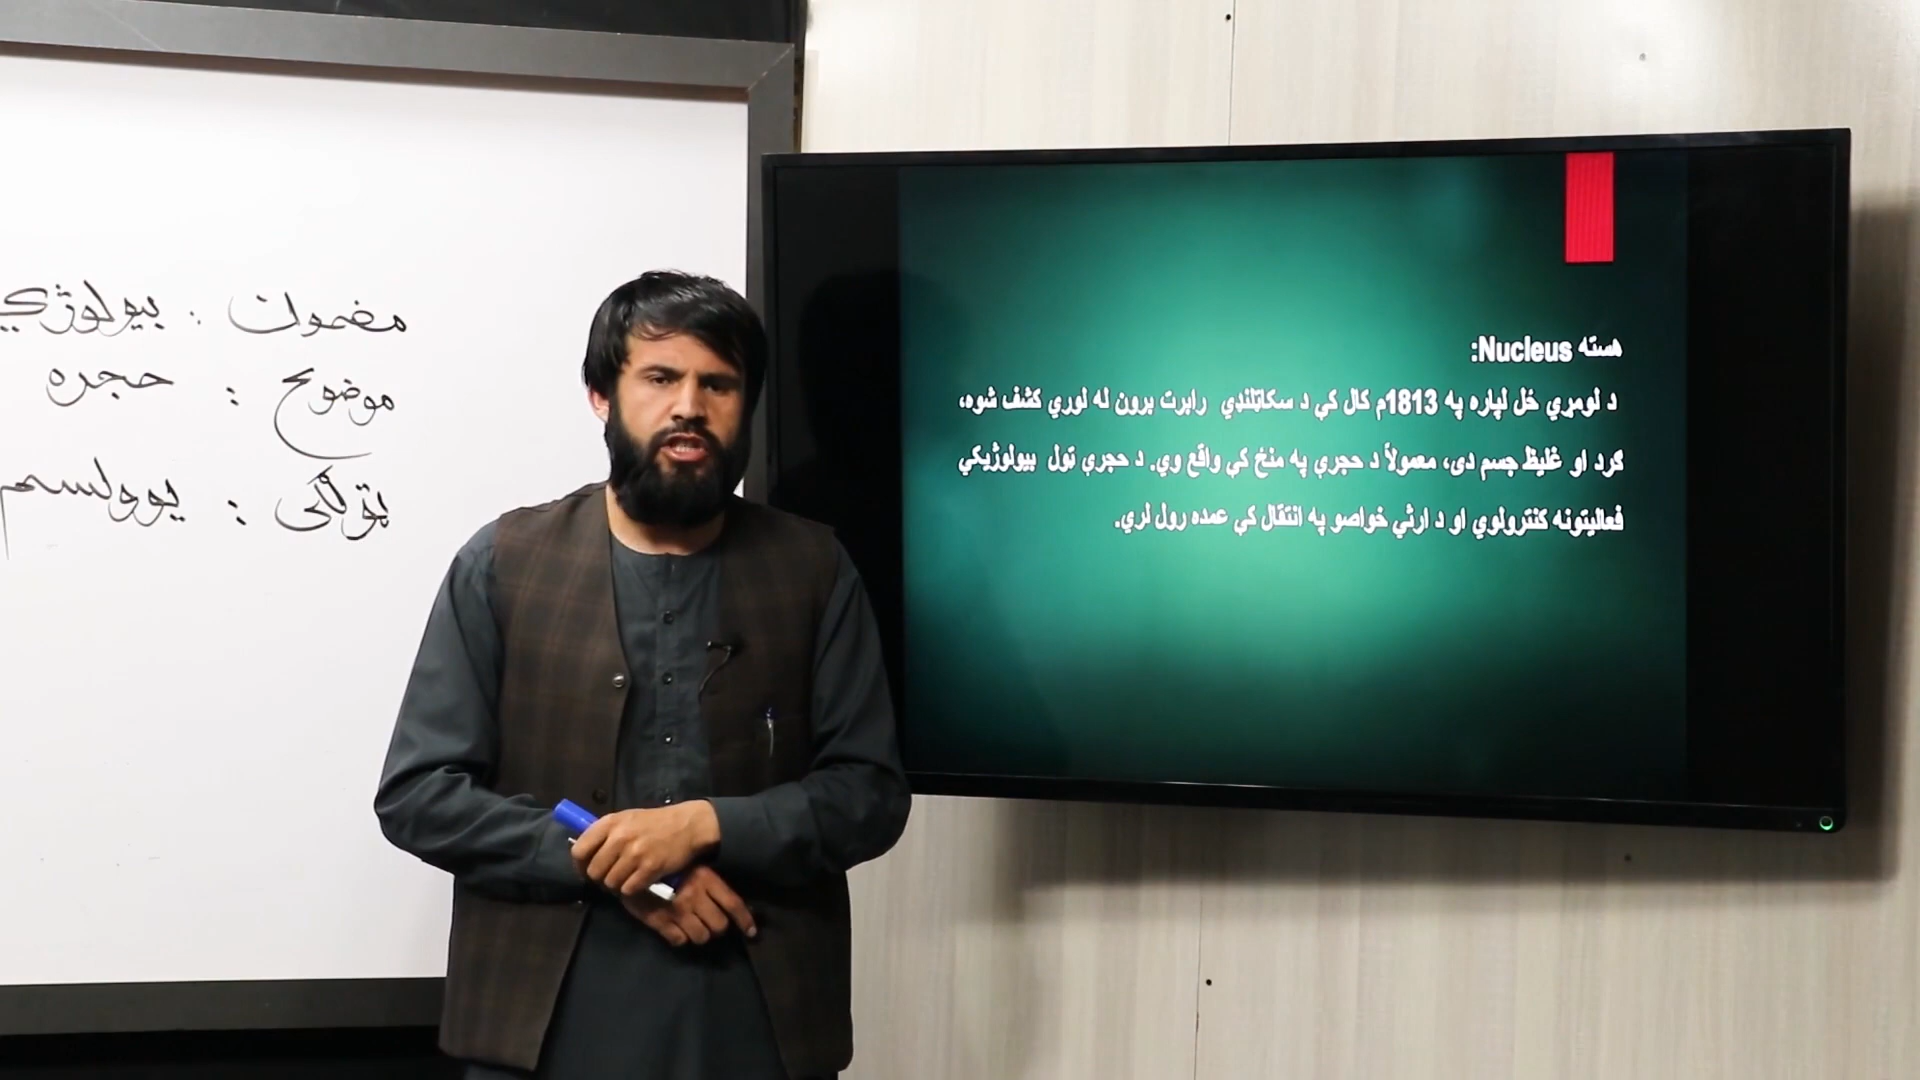 مضمون : بیولوژي
موضوع : حجره
ټولګی : یوولسم
هسته Nucleus:
د لومړي ځل لپاره په 1813م کال کې د سکاټلنډي رابرت برون له لوري کشف شوه،
ګرد او غلیظ جسم دی، معمولاً د حجرې په منځ کې واقع وي. د حجرې ټول بیولوژیکي
فعالیتونه کنترولوي او د ارثي خواصو په انتقال کې عمده رول لري.